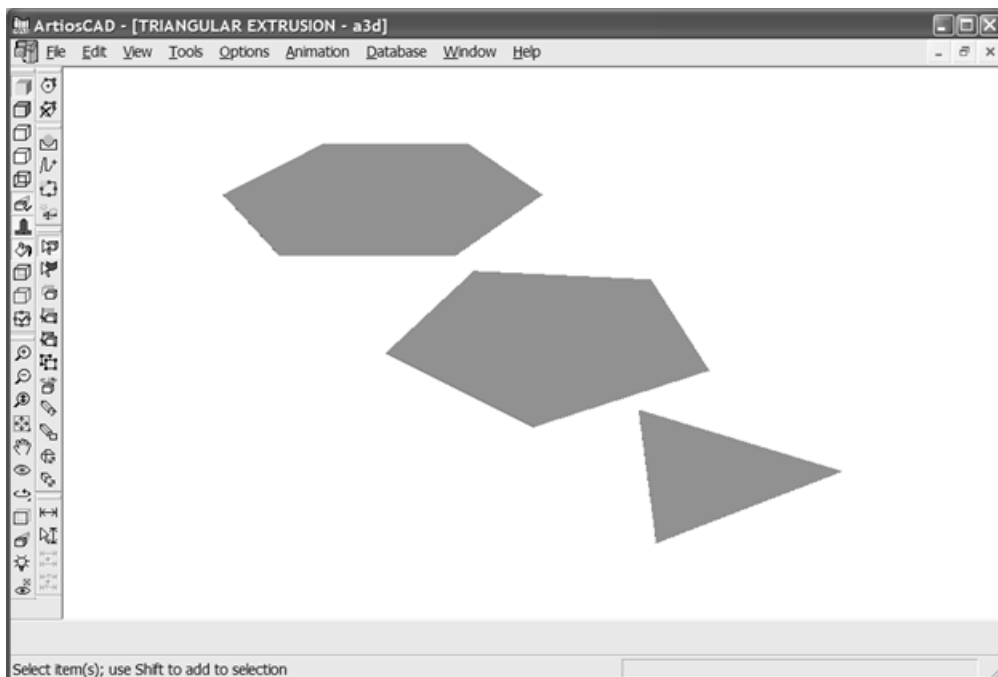 ArtiosCAD - [TRIANGULAR EXTRUSION - a3d]
File Edit View Tools Options Animation Database Window Help
Select item(s); use Shift to add to selection